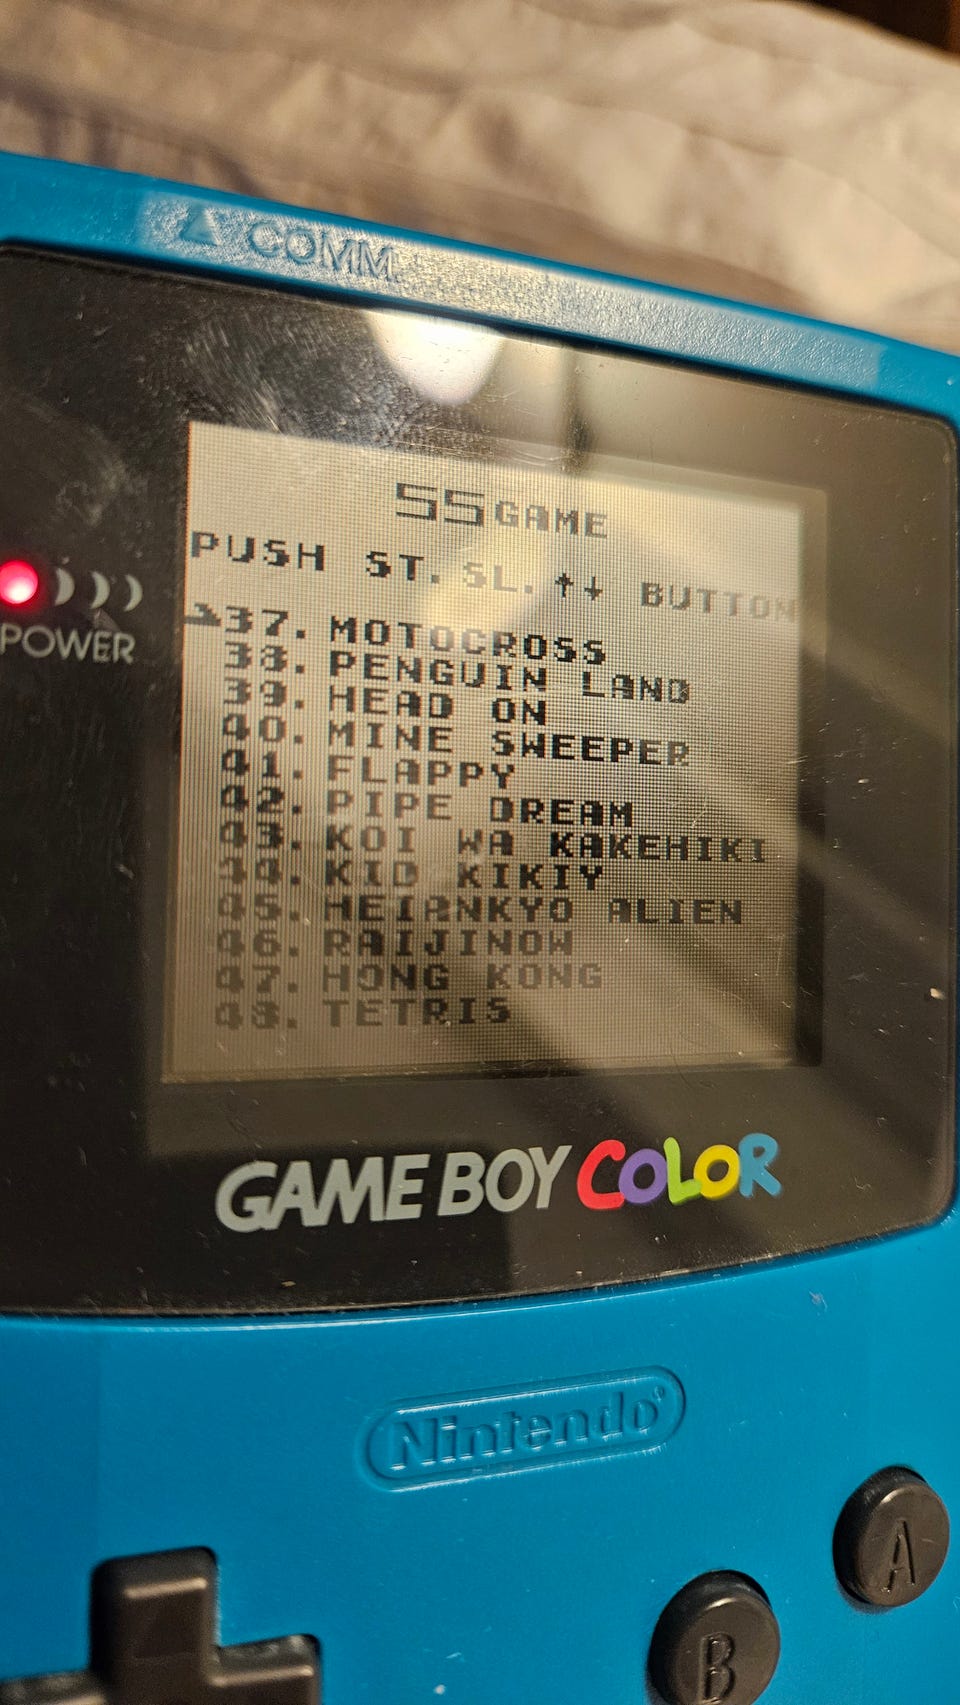 COMM.
55GAME
PUSH ST. SL. ↑↓ BUTTON
37. MOTOCROSS
38. PENGUIN LAND
39. HEAD ON
40. MINE SWEEPER
41. FLAPPY
42. PIPE DREAM
43. KOI WA KAKEHIKI
44. KID KIKIY
45. HEIANKYO ALIEN
46. RAIJINOW
47. HONG KONG
48. TETRIS
POWER
GAME BOY COLOR
Nintendo®
A
B